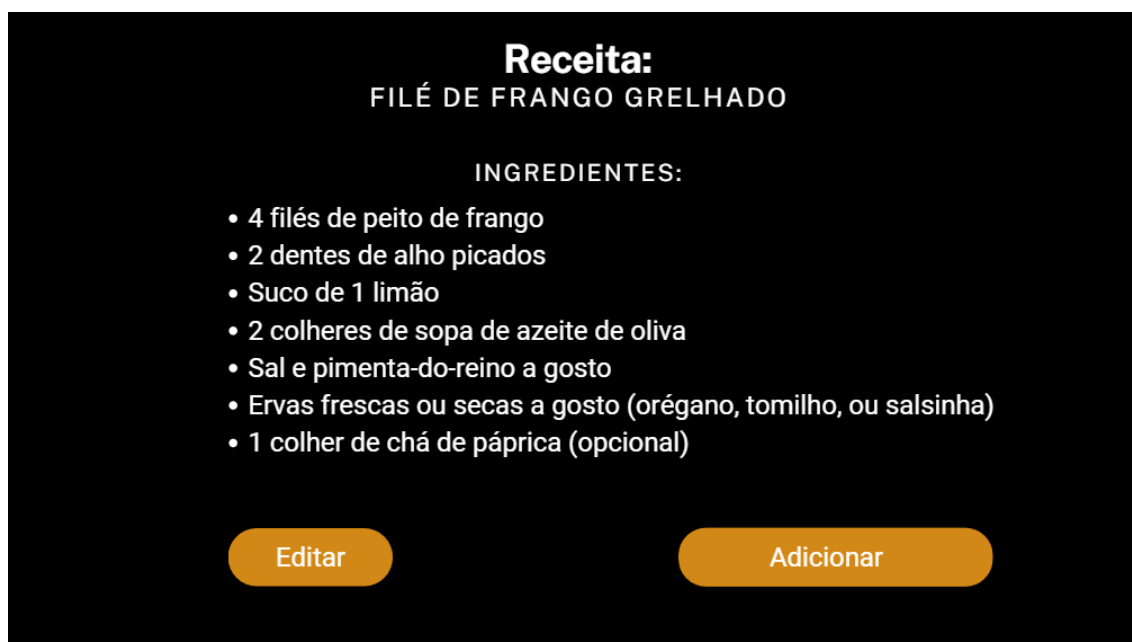 Receita:
FILÉ DE FRANGO GRELHADO
INGREDIENTES:
• 4 filés de peito de frango
• 2 dentes de alho picados
• Suco de 1 limão
• 2 colheres de sopa de azeite de oliva
• Sal e pimenta-do-reino a gosto
• Ervas frescas ou secas a gosto (orégano, tomilho, ou salsinha)
• 1 colher de chá de páprica (opcional)
Editar
Adicionar